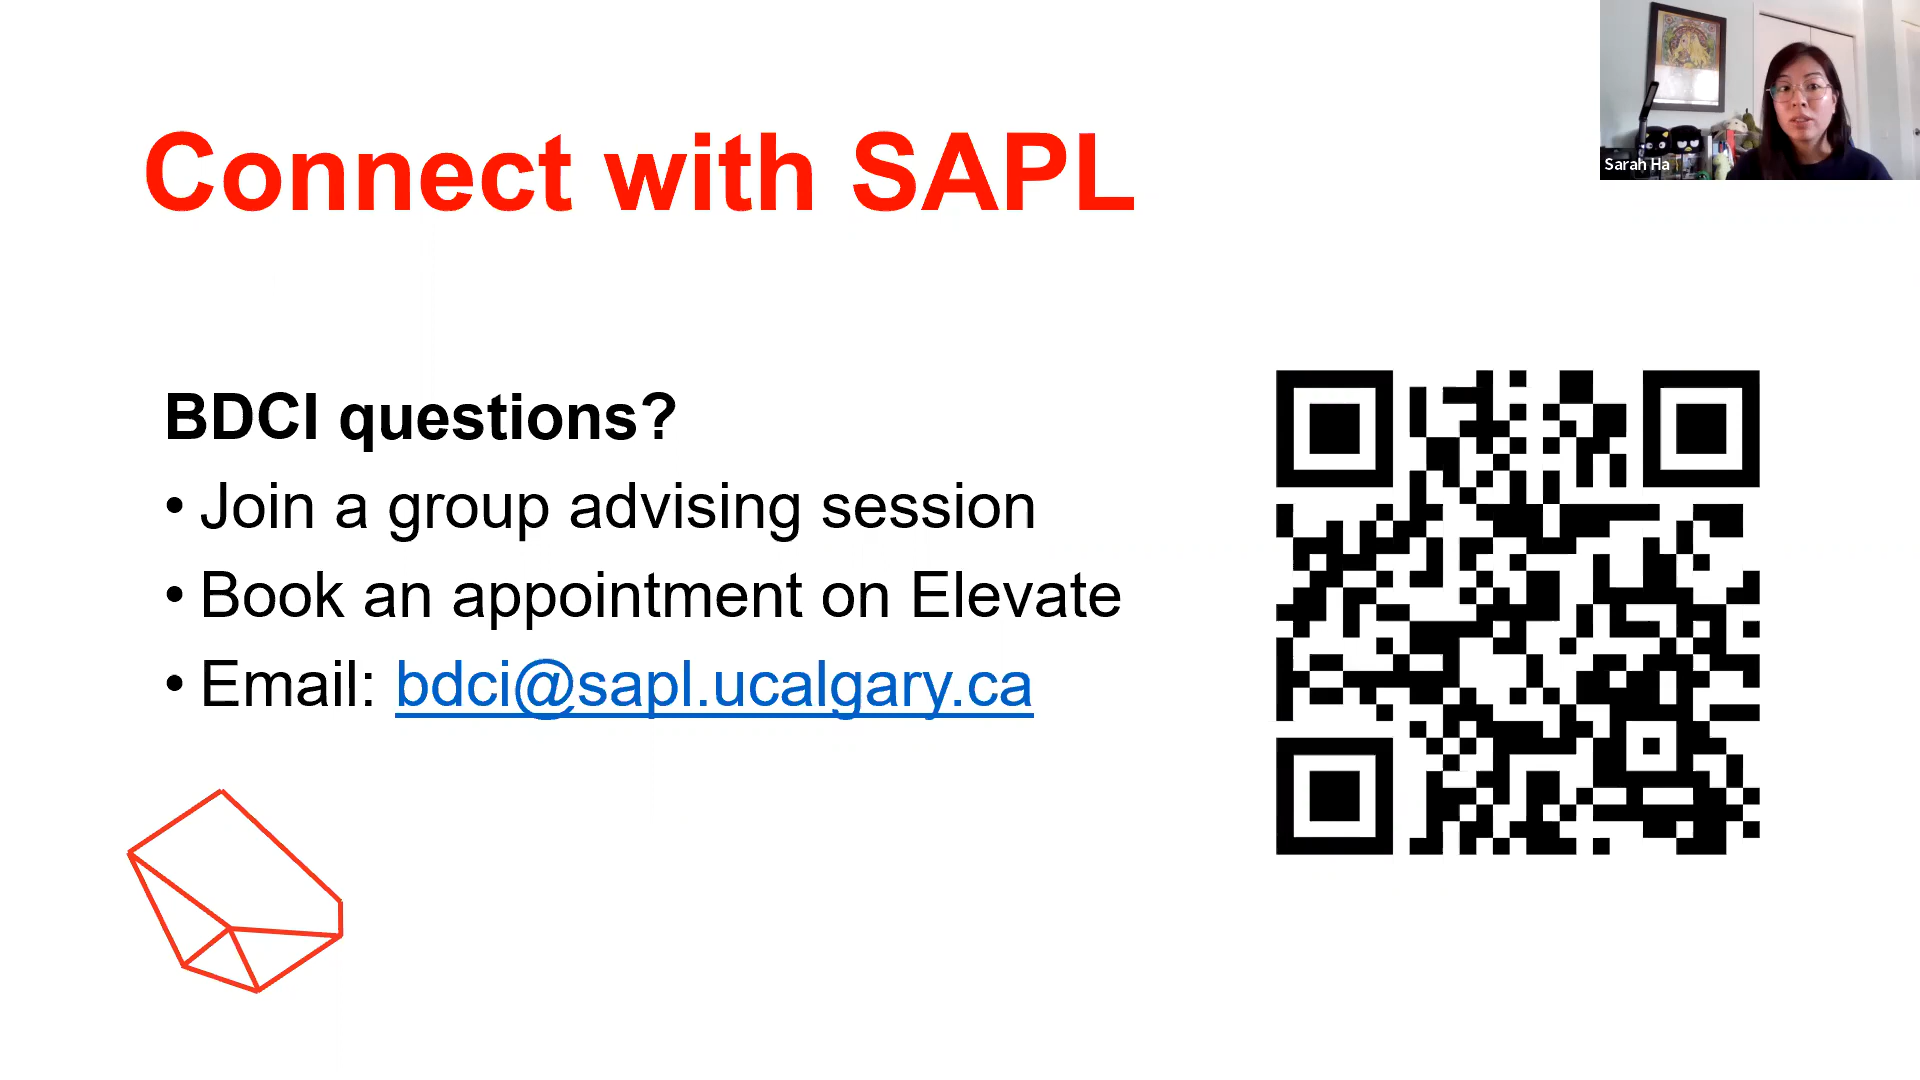 Connect with SAPL
Sarah Ha
BDCI questions?
• Join a group advising session
• Book an appointment on Elevate
• Email: bdci@sapl.ucalgary.ca